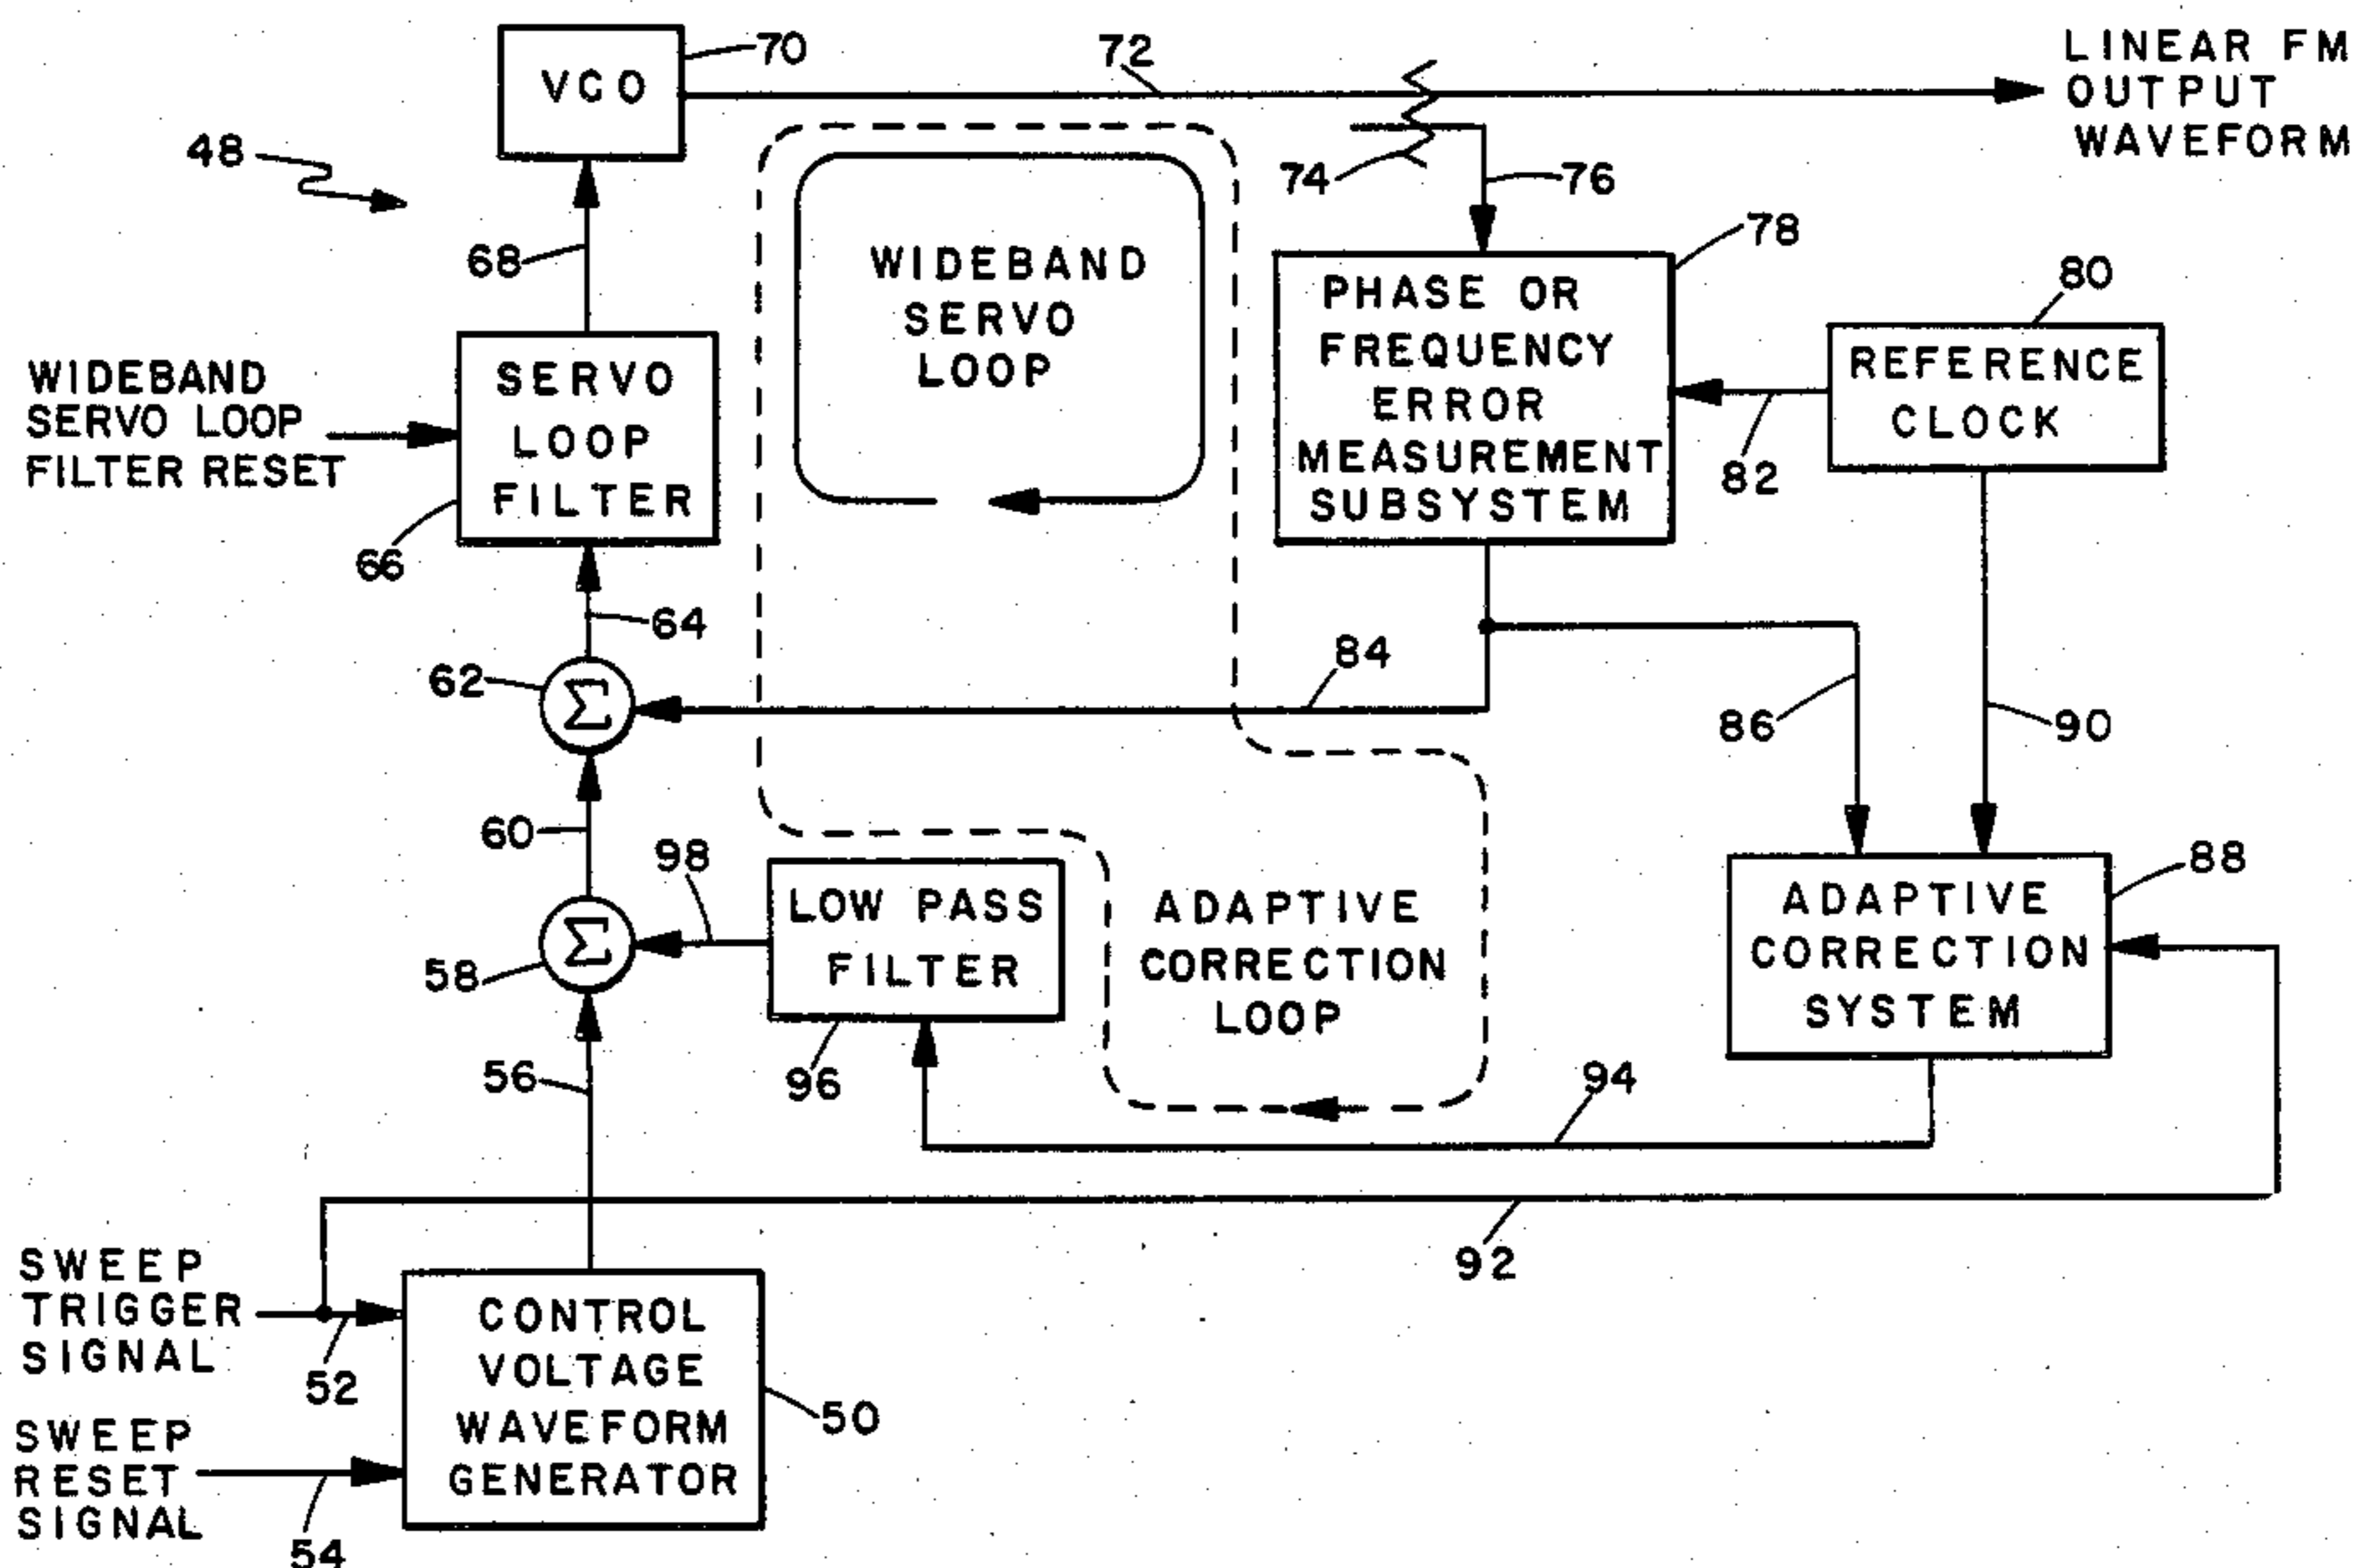 VCO
70
72
LINEAR FM
OUTPUT
WAVEFORM
48
74
76
68
WIDEBAND
SERVO
LOOP
78
PHASE OR
FREQUENCY
ERROR
MEASUREMENT
SUBSYSTEM
80
REFERENCE
CLOCK
82
WIDEBAND
SERVO LOOP
FILTER RESET
SERVO
LOOP
FILTER
66
64
62
Σ
84
86
90
60
98
LOW PASS
FILTER
ADAPTIVE
CORRECTION
LOOP
88
ADAPTIVE
CORRECTION
SYSTEM
58
Σ
56
96
94
92
SWEEP
TRIGGER
SIGNAL
52
CONTROL
VOLTAGE
WAVEFORM
GENERATOR
50
SWEEP
RESET
SIGNAL
54